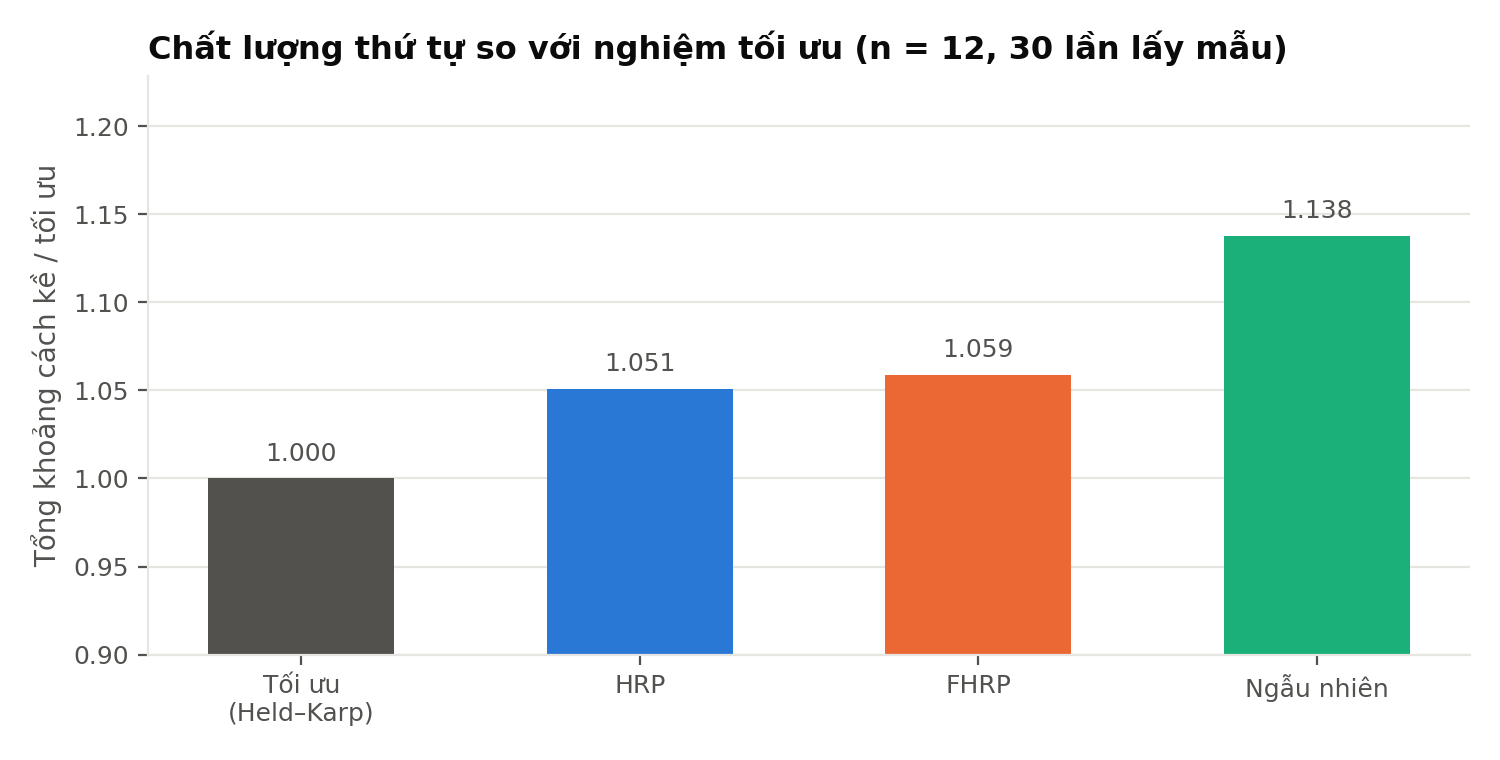 Chất lượng thứ tự so với nghiệm tối ưu (n = 12, 30 lần lấy mẫu)
Tổng khoảng cách kề / tối ưu
1.20
1.15
1.10
1.05
1.00
0.95
0.90
1.000
1.051
1.059
1.138
Tối ưu
(Held–Karp)
HRP
FHRP
Ngẫu nhiên